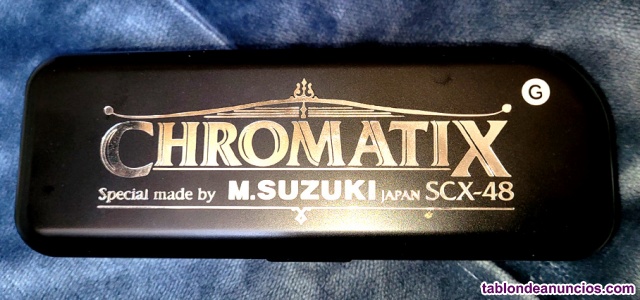 G
CHROMATIX
Special made by M.SUZUKI JAPAN SCX-48
tablondeanuncios.com